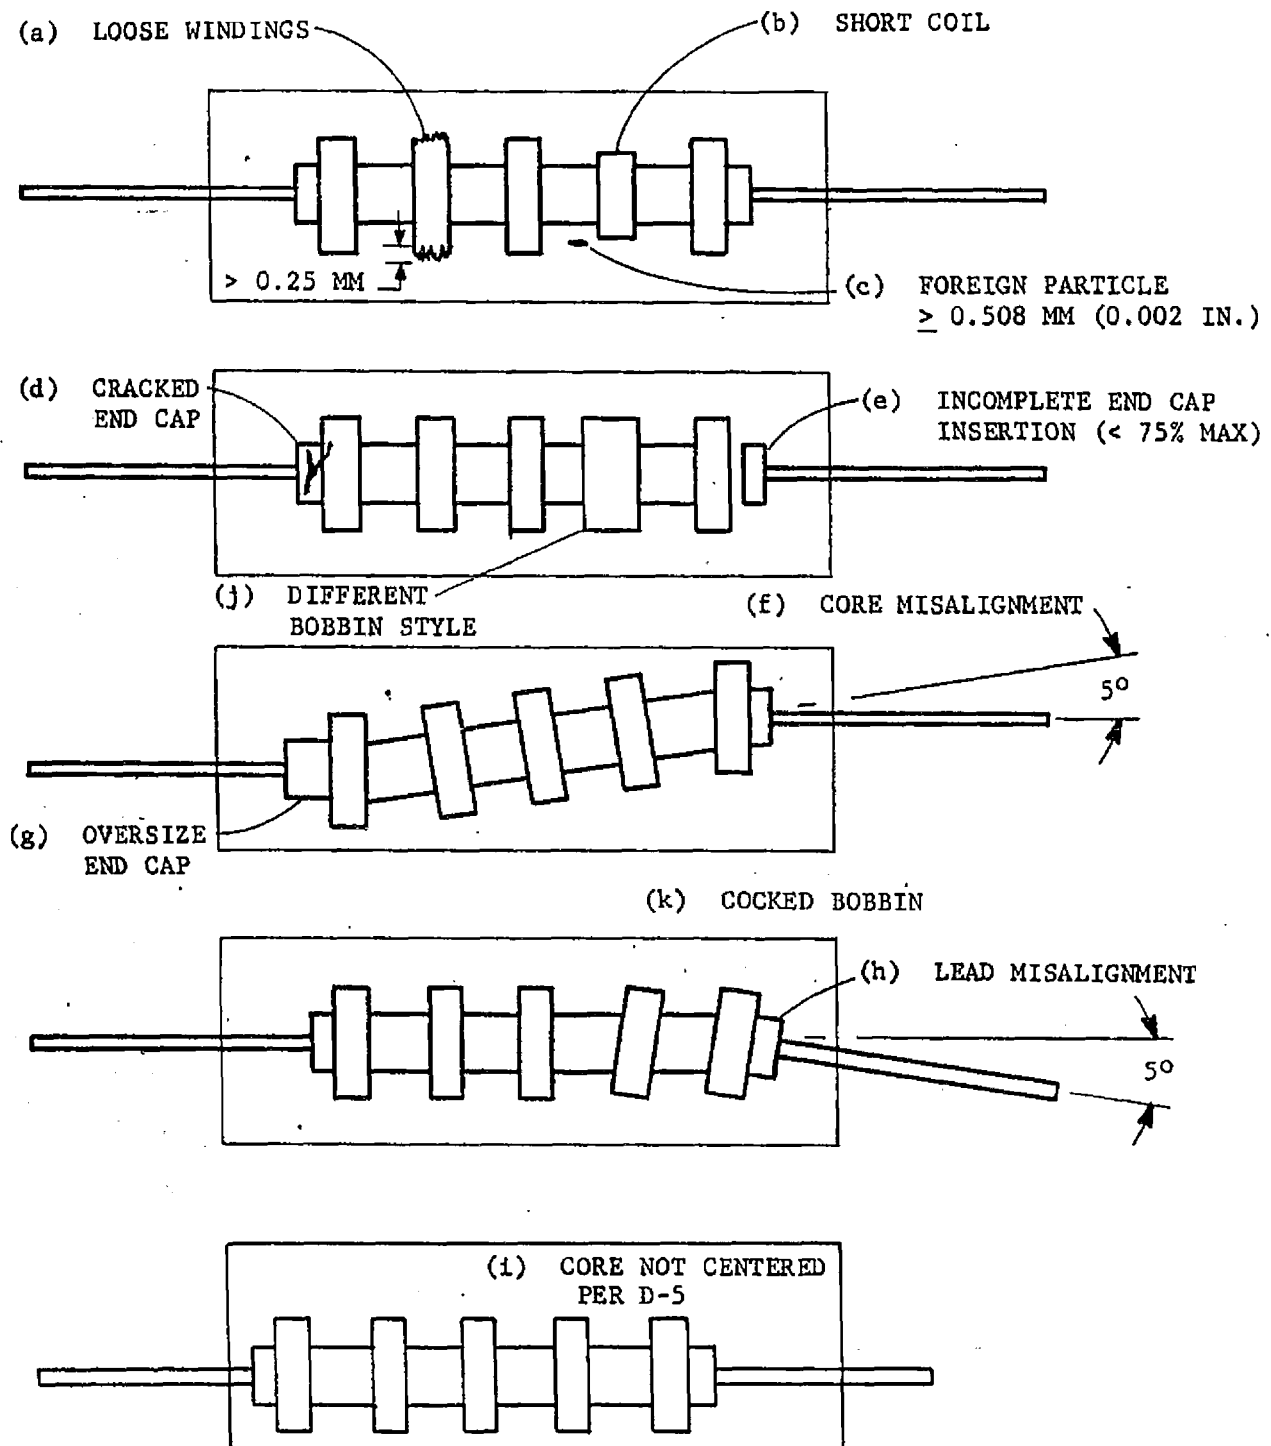 (a) LOOSE WINDINGS
(b) SHORT COIL
> 0.25 MM
(c) FOREIGN PARTICLE
≥ 0.508 MM (0.002 IN.)
(d) CRACKED
END CAP
(e) INCOMPLETE END CAP
INSERTION (< 75% MAX)
(j) DIFFERENT
BOBBIN STYLE
(f) CORE MISALIGNMENT
5°
(g) OVERSIZE
END CAP
(k) COCKED BOBBIN
(h) LEAD MISALIGNMENT
5°
(i) CORE NOT CENTERED
PER D-5